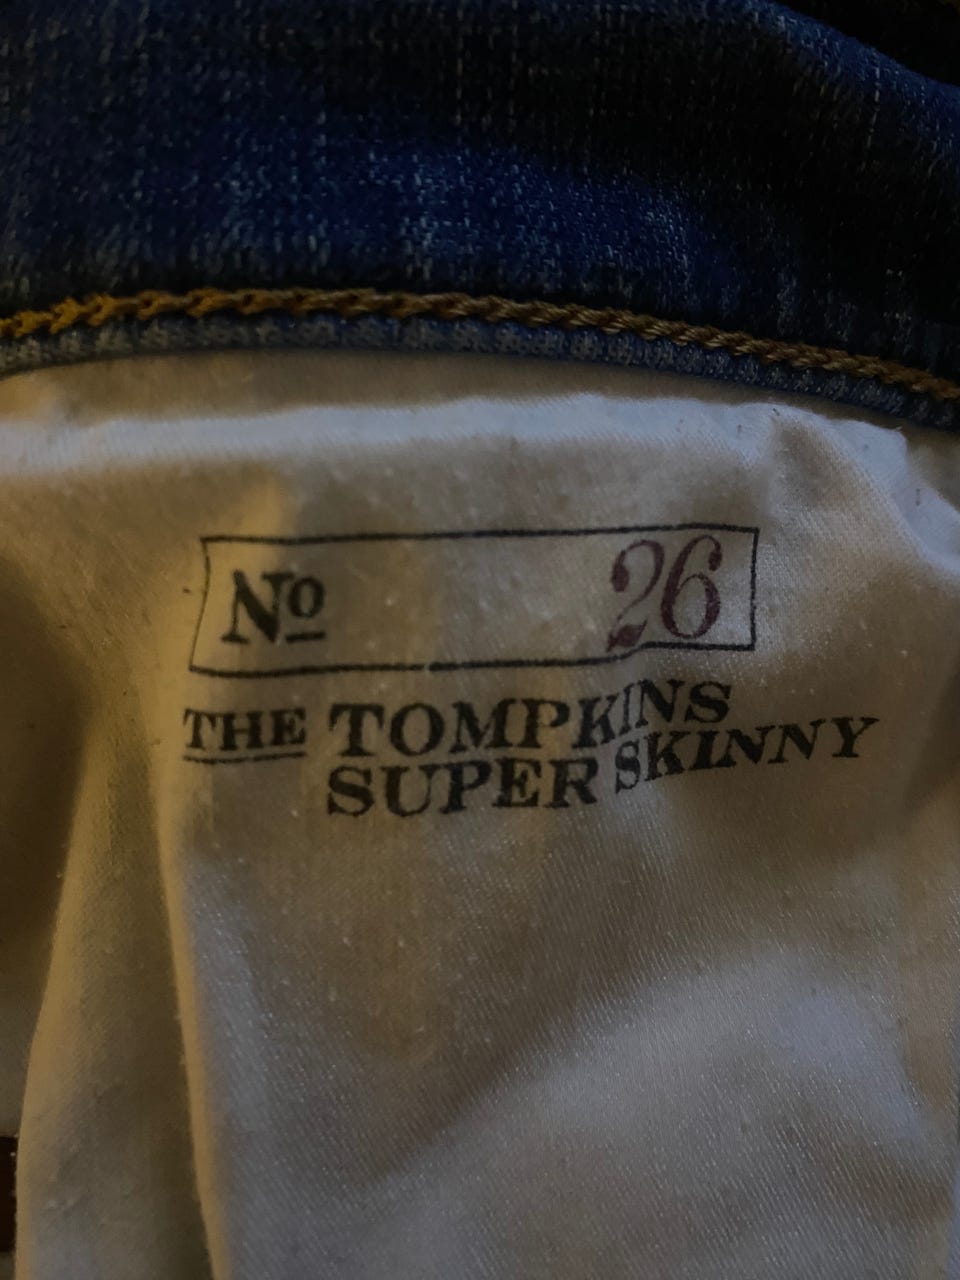 No 26
THE TOMPKINS
SUPER SKINNY